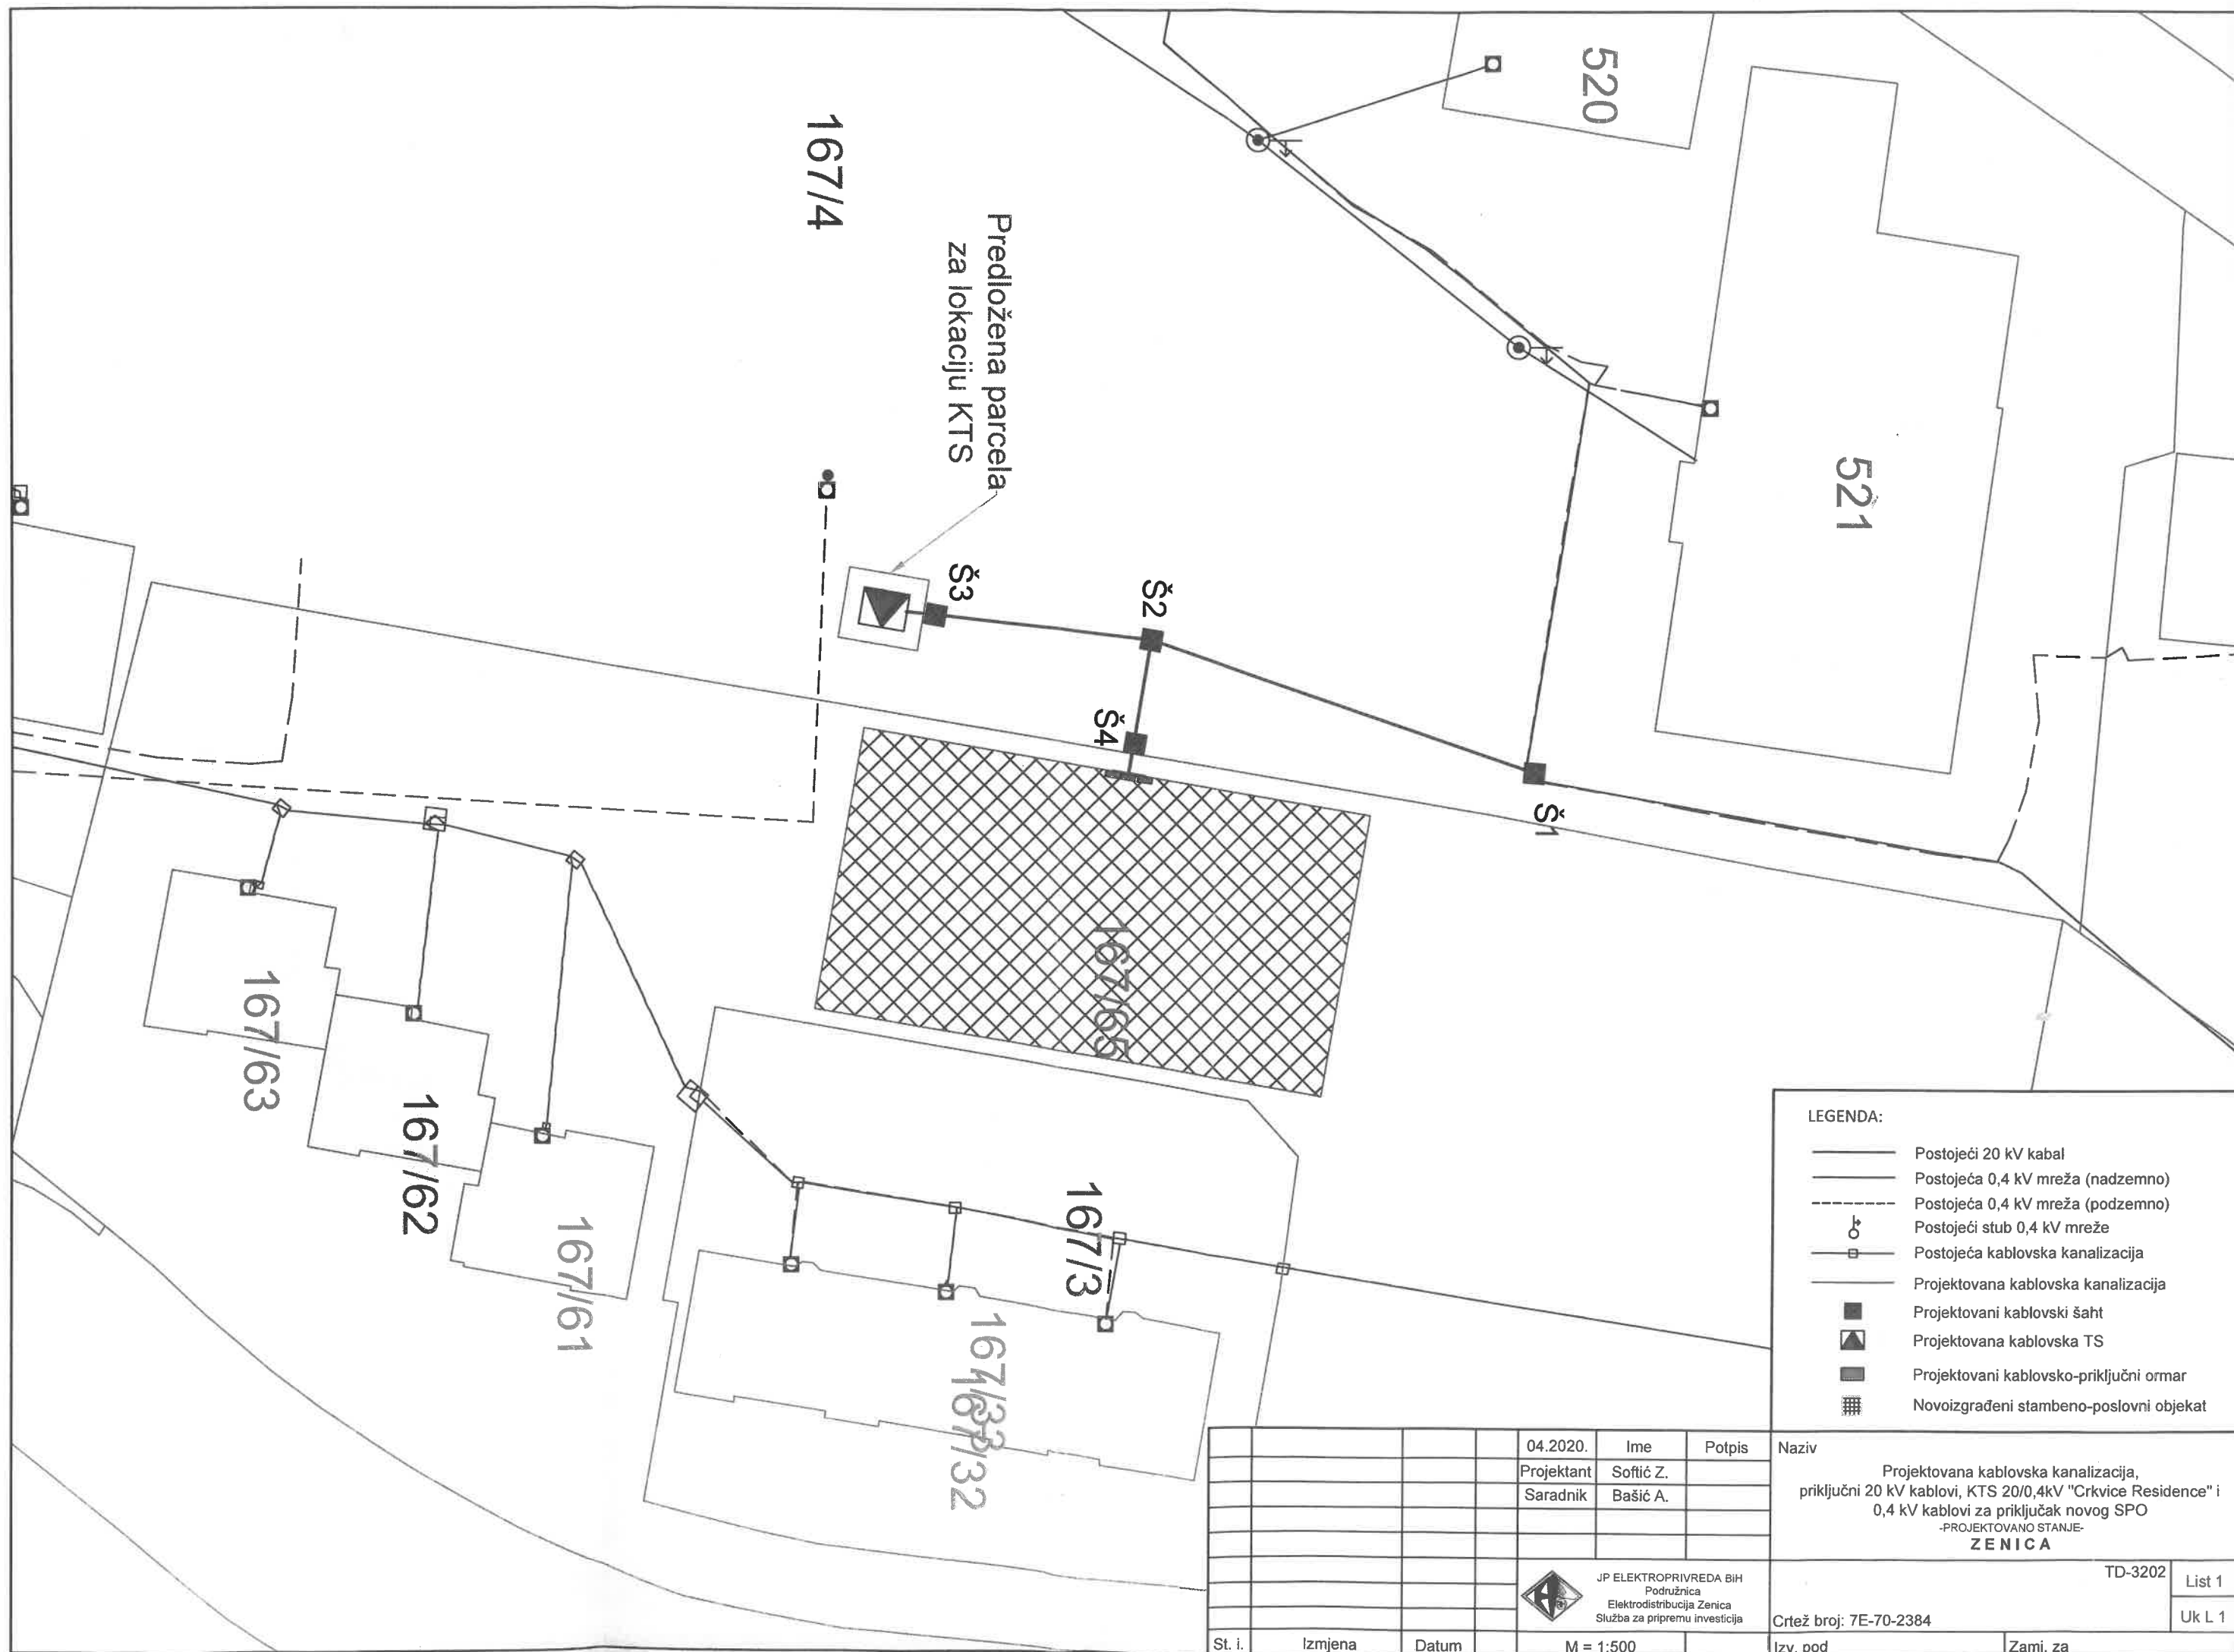 520
167/4
Predložena parcela
za lokaciju KTS
521
Š3
Š2
Š4
Š1
167/65
167/63
167/62
167/61
167/3
167/33
167/32
LEGENDA:
Postojeći 20 kV kabal
Postojeća 0,4 kV mreža (nadzemno)
Postojeća 0,4 kV mreža (podzemno)
Postojeći stub 0,4 kV mreže
Postojeća kablovska kanalizacija
Projektovana kablovska kanalizacija
Projektovani kablovski šaht
Projektovana kablovska TS
Projektovani kablovsko-priključni ormar
Novoizgrađeni stambeno-poslovni objekat
04.2020. Ime Potpis
Projektant Softić Z.
Saradnik Bašić A.
Naziv
Projektovana kablovska kanalizacija,
priključni 20 kV kablovi, KTS 20/0,4kV "Crkvice Residence" i
0,4 kV kablovi za priključak novog SPO
-PROJEKTOVANO STANJE-
ZENICA
JP ELEKTROPRIVREDA BiH
Podružnica
Elektrodistribucija Zenica
Služba za pripremu investicija
TD-3202
List 1
Crtež broj: 7E-70-2384
Uk L 1
St. i. Izmjena Datum M = 1:500 Izv. pod Zamj. za